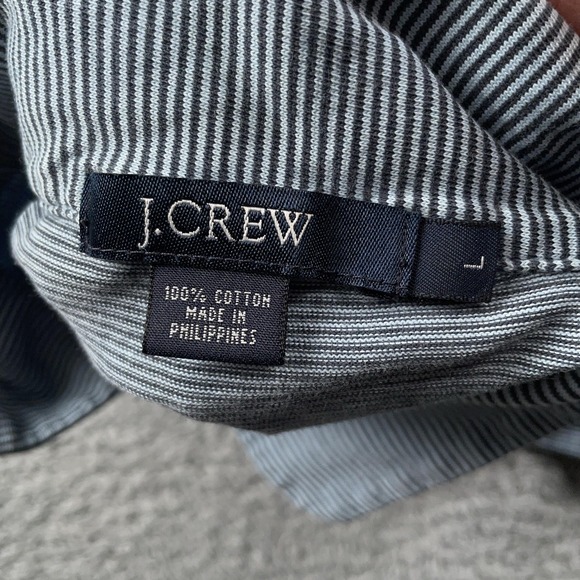 J.CREW
L
100% COTTON
MADE IN
PHILIPPINES